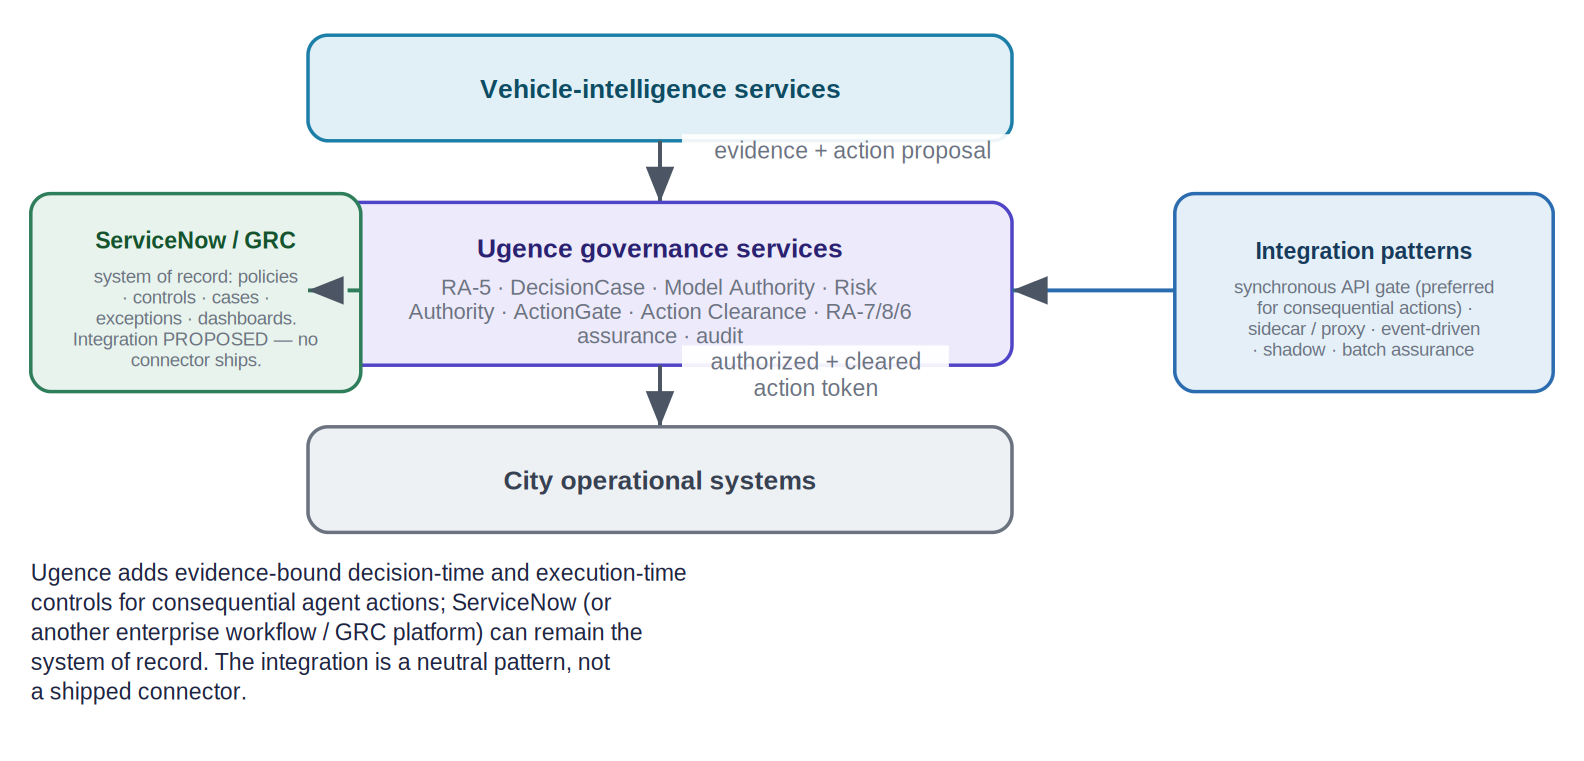 Vehicle-intelligence services
evidence + action proposal
ServiceNow / GRC
system of record: policies
· controls · cases ·
exceptions · dashboards.
Integration PROPOSED — no
connector ships.
Ugence governance services
RA-5 · DecisionCase · Model Authority · Risk
Authority · ActionGate · Action Clearance · RA-7/8/6
assurance · audit
Integration patterns
synchronous API gate (preferred
for consequential actions) ·
sidecar / proxy · event-driven
· shadow · batch assurance
authorized + cleared
action token
City operational systems
Ugence adds evidence-bound decision-time and execution-time
controls for consequential agent actions; ServiceNow (or
another enterprise workflow / GRC platform) can remain the
system of record. The integration is a neutral pattern, not
a shipped connector.